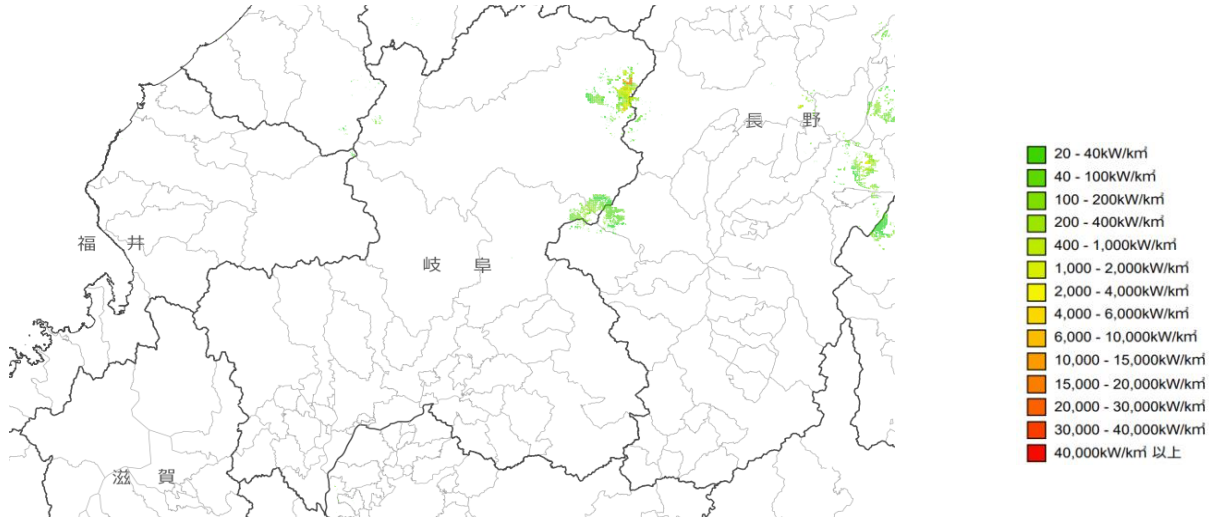 長 野
福 井
岐 阜
滋 賀
20 - 40kW/km²
40 - 100kW/km²
100 - 200kW/km²
200 - 400kW/km²
400 - 1,000kW/km²
1,000 - 2,000kW/km²
2,000 - 4,000kW/km²
4,000 - 6,000kW/km²
6,000 - 10,000kW/km²
10,000 - 15,000kW/km²
15,000 - 20,000kW/km²
20,000 - 30,000kW/km²
30,000 - 40,000kW/km²
40,000kW/km² 以上